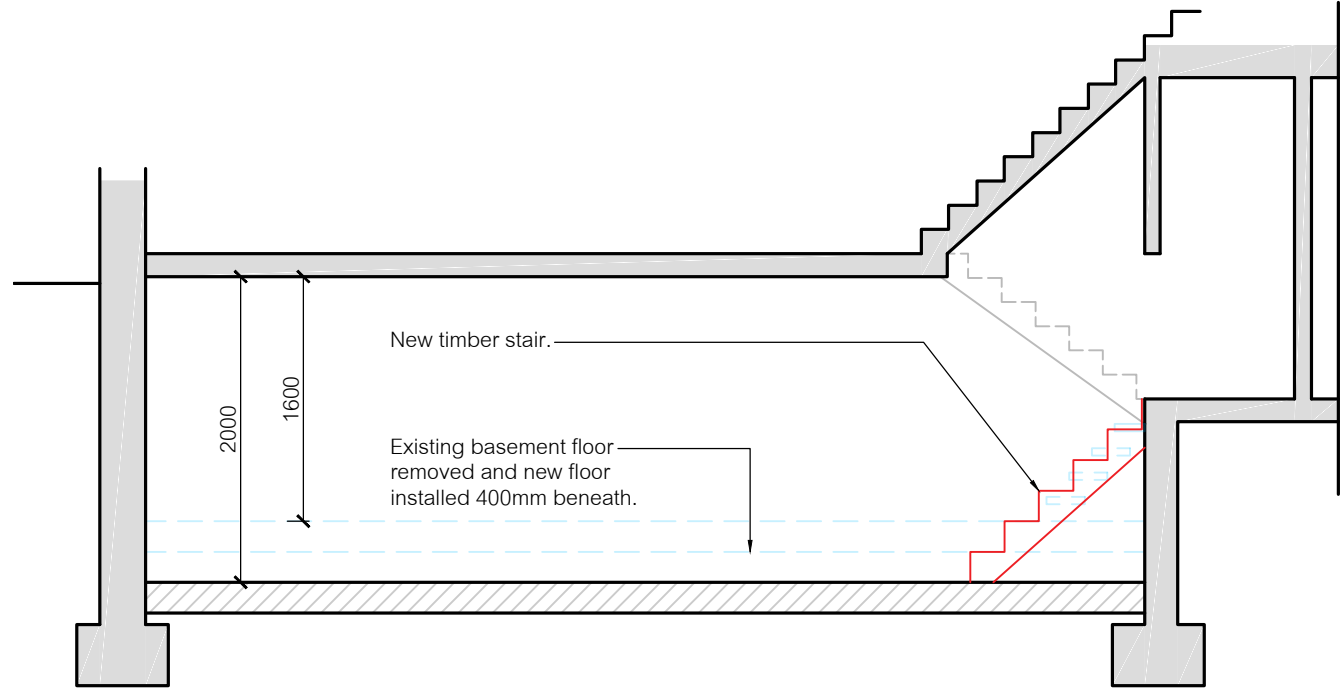 New timber stair.
1600
2000
Existing basement floor
removed and new floor
installed 400mm beneath.